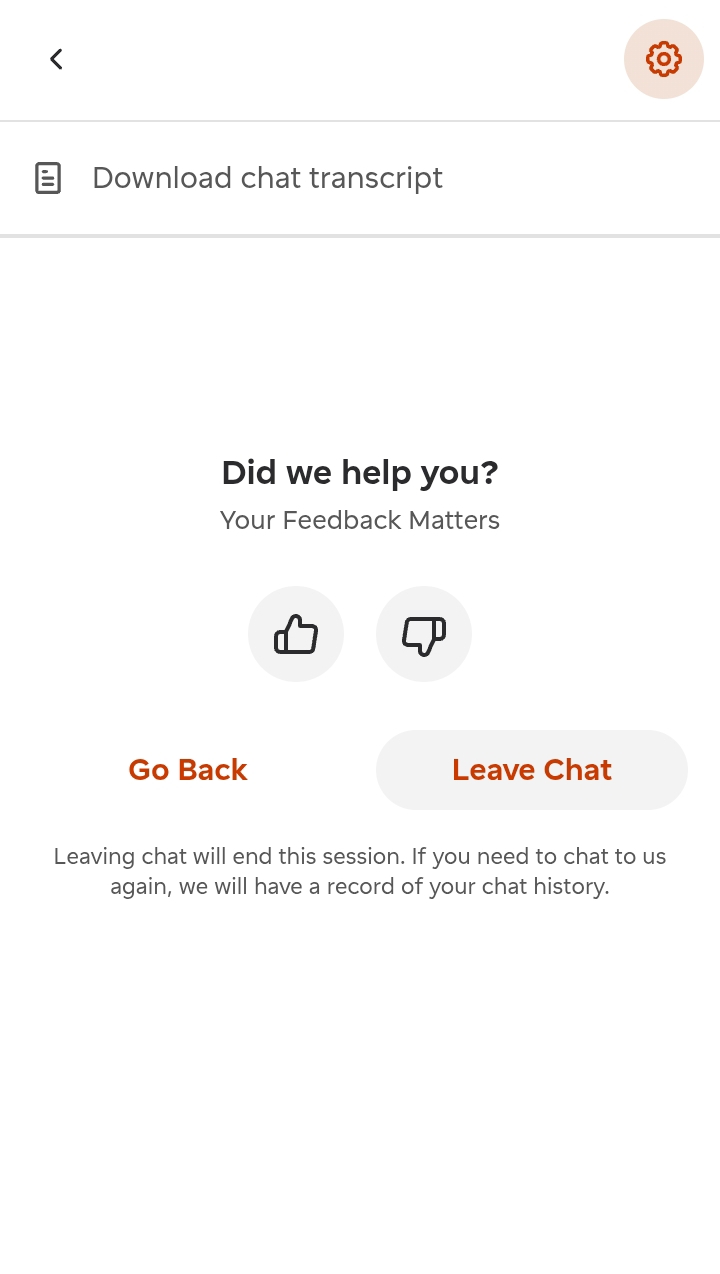 Download chat transcript
Did we help you?
Your Feedback Matters
Go Back
Leave Chat
Leaving chat will end this session. If you need to chat to us
again, we will have a record of your chat history.